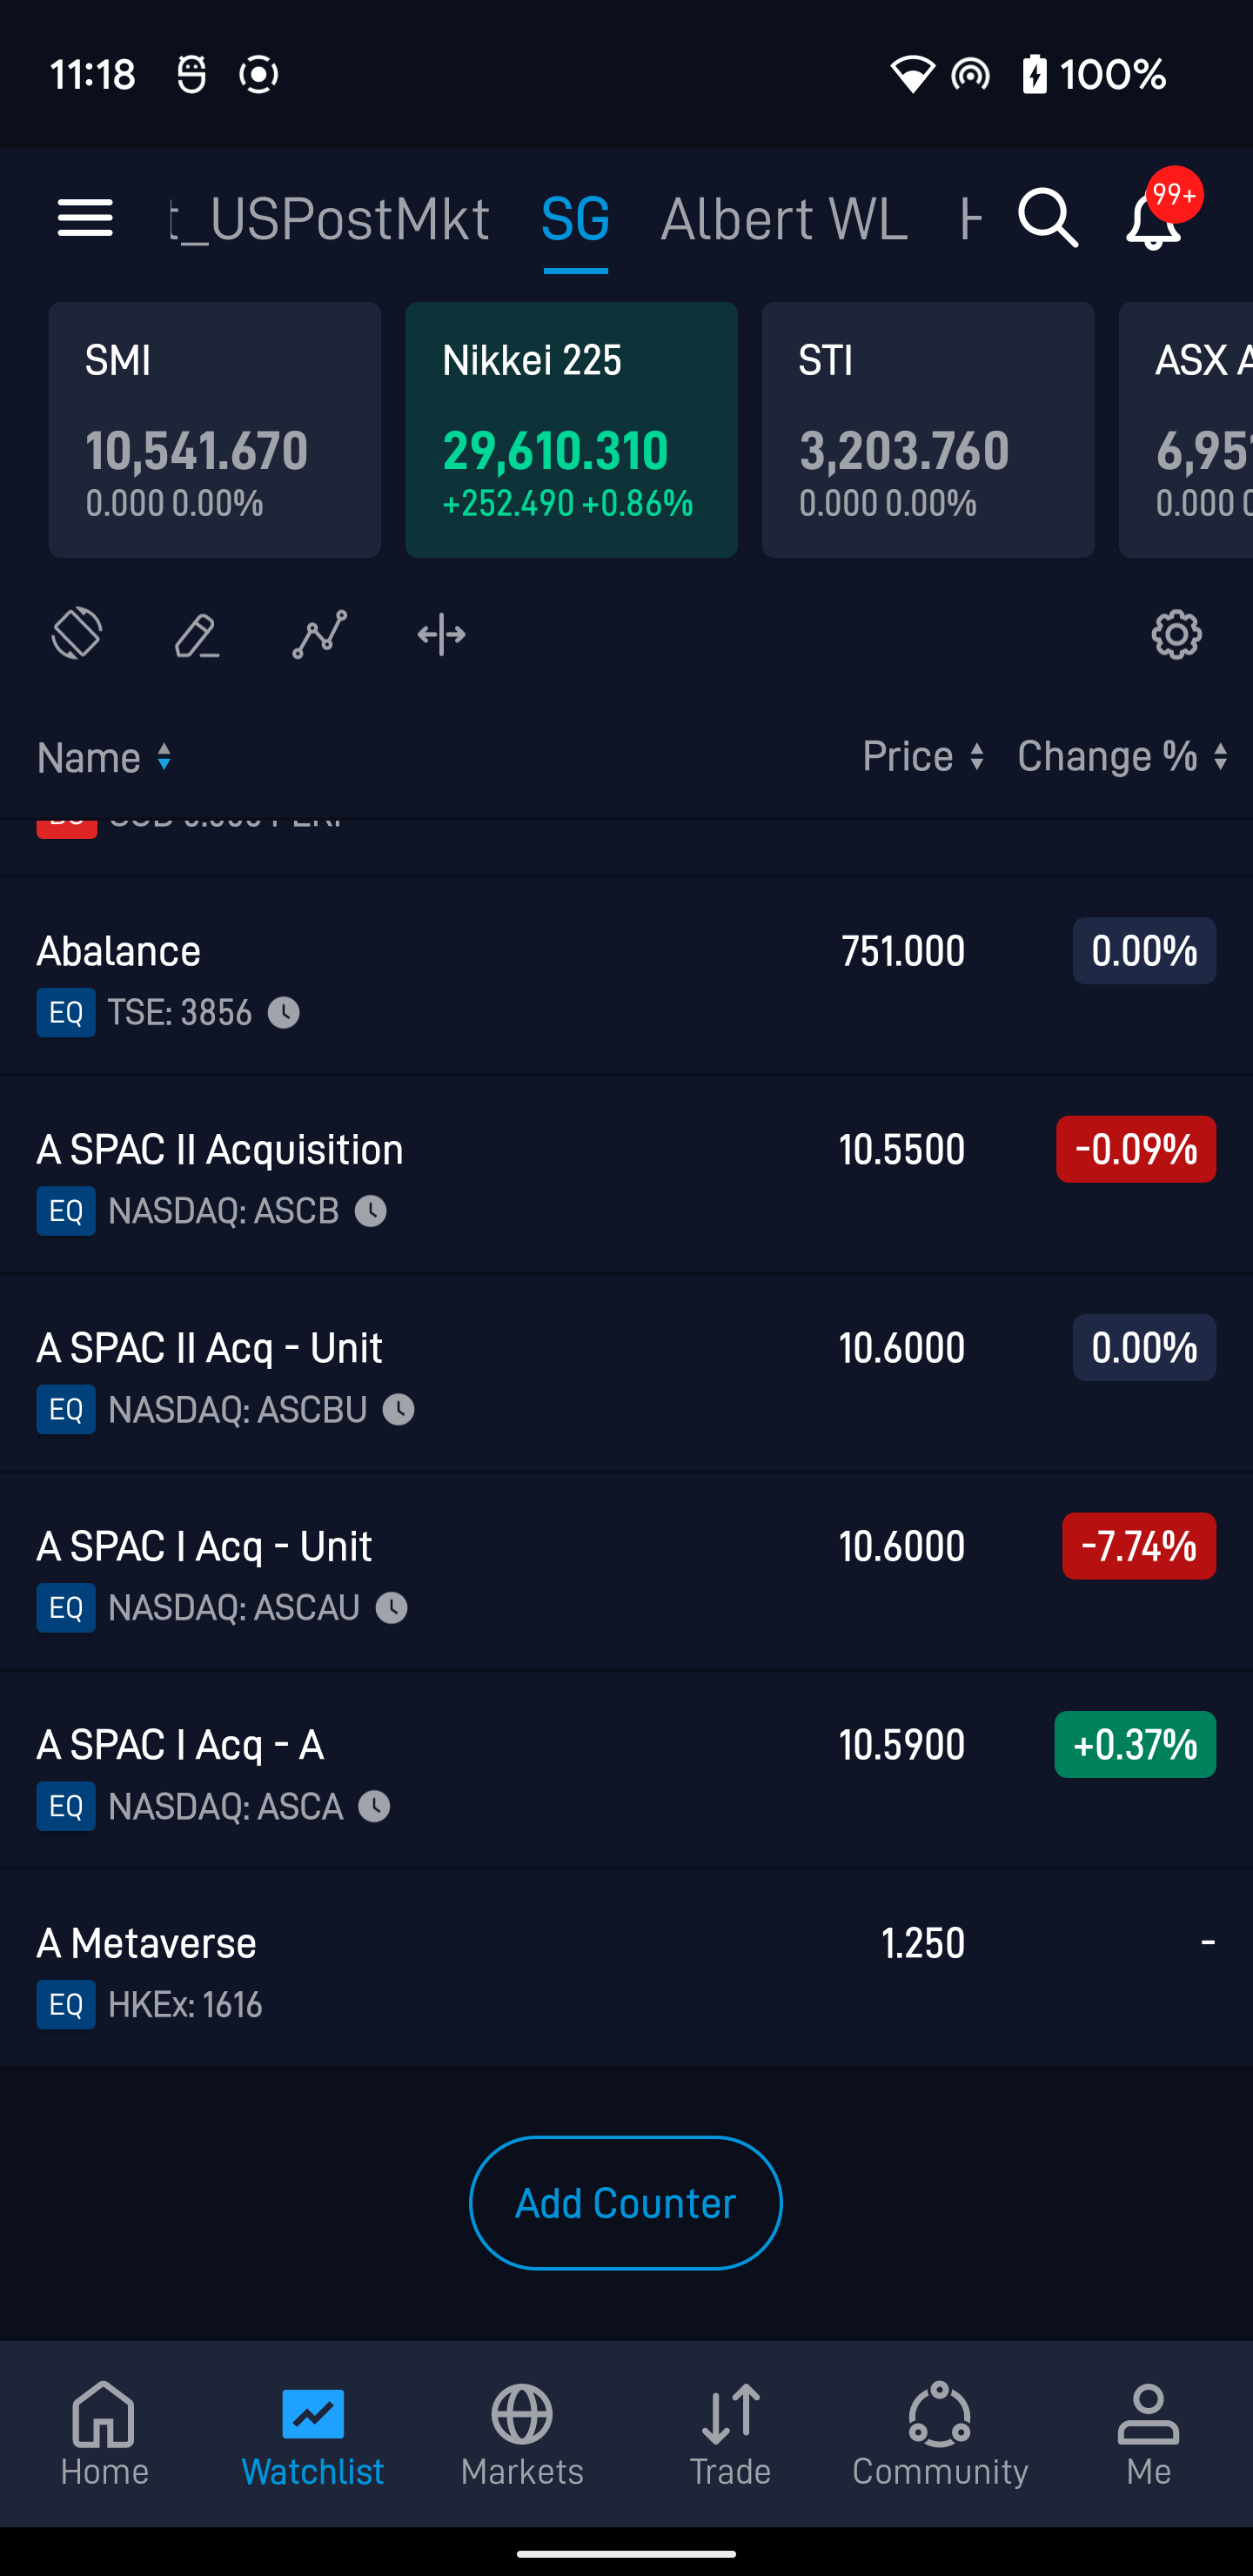 11:18 100%
t_USPostMkt SG Albert WL 99+
SMI
10,541.670
0.000 0.00%
Nikkei 225
29,610.310
+252.490 +0.86%
STI
3,203.760
0.000 0.00%
ASX A
6,951
0.000 0
Name Price Change %
Abalance 751.000 0.00%
EQ TSE: 3856
A SPAC II Acquisition 10.5500 -0.09%
EQ NASDAQ: ASCB
A SPAC II Acq - Unit 10.6000 0.00%
EQ NASDAQ: ASCBU
A SPAC I Acq - Unit 10.6000 -7.74%
EQ NASDAQ: ASCAU
A SPAC I Acq - A 10.5900 +0.37%
EQ NASDAQ: ASCA
A Metaverse 1.250 -
EQ HKEx: 1616
Add Counter
Home Watchlist Markets Trade Community Me